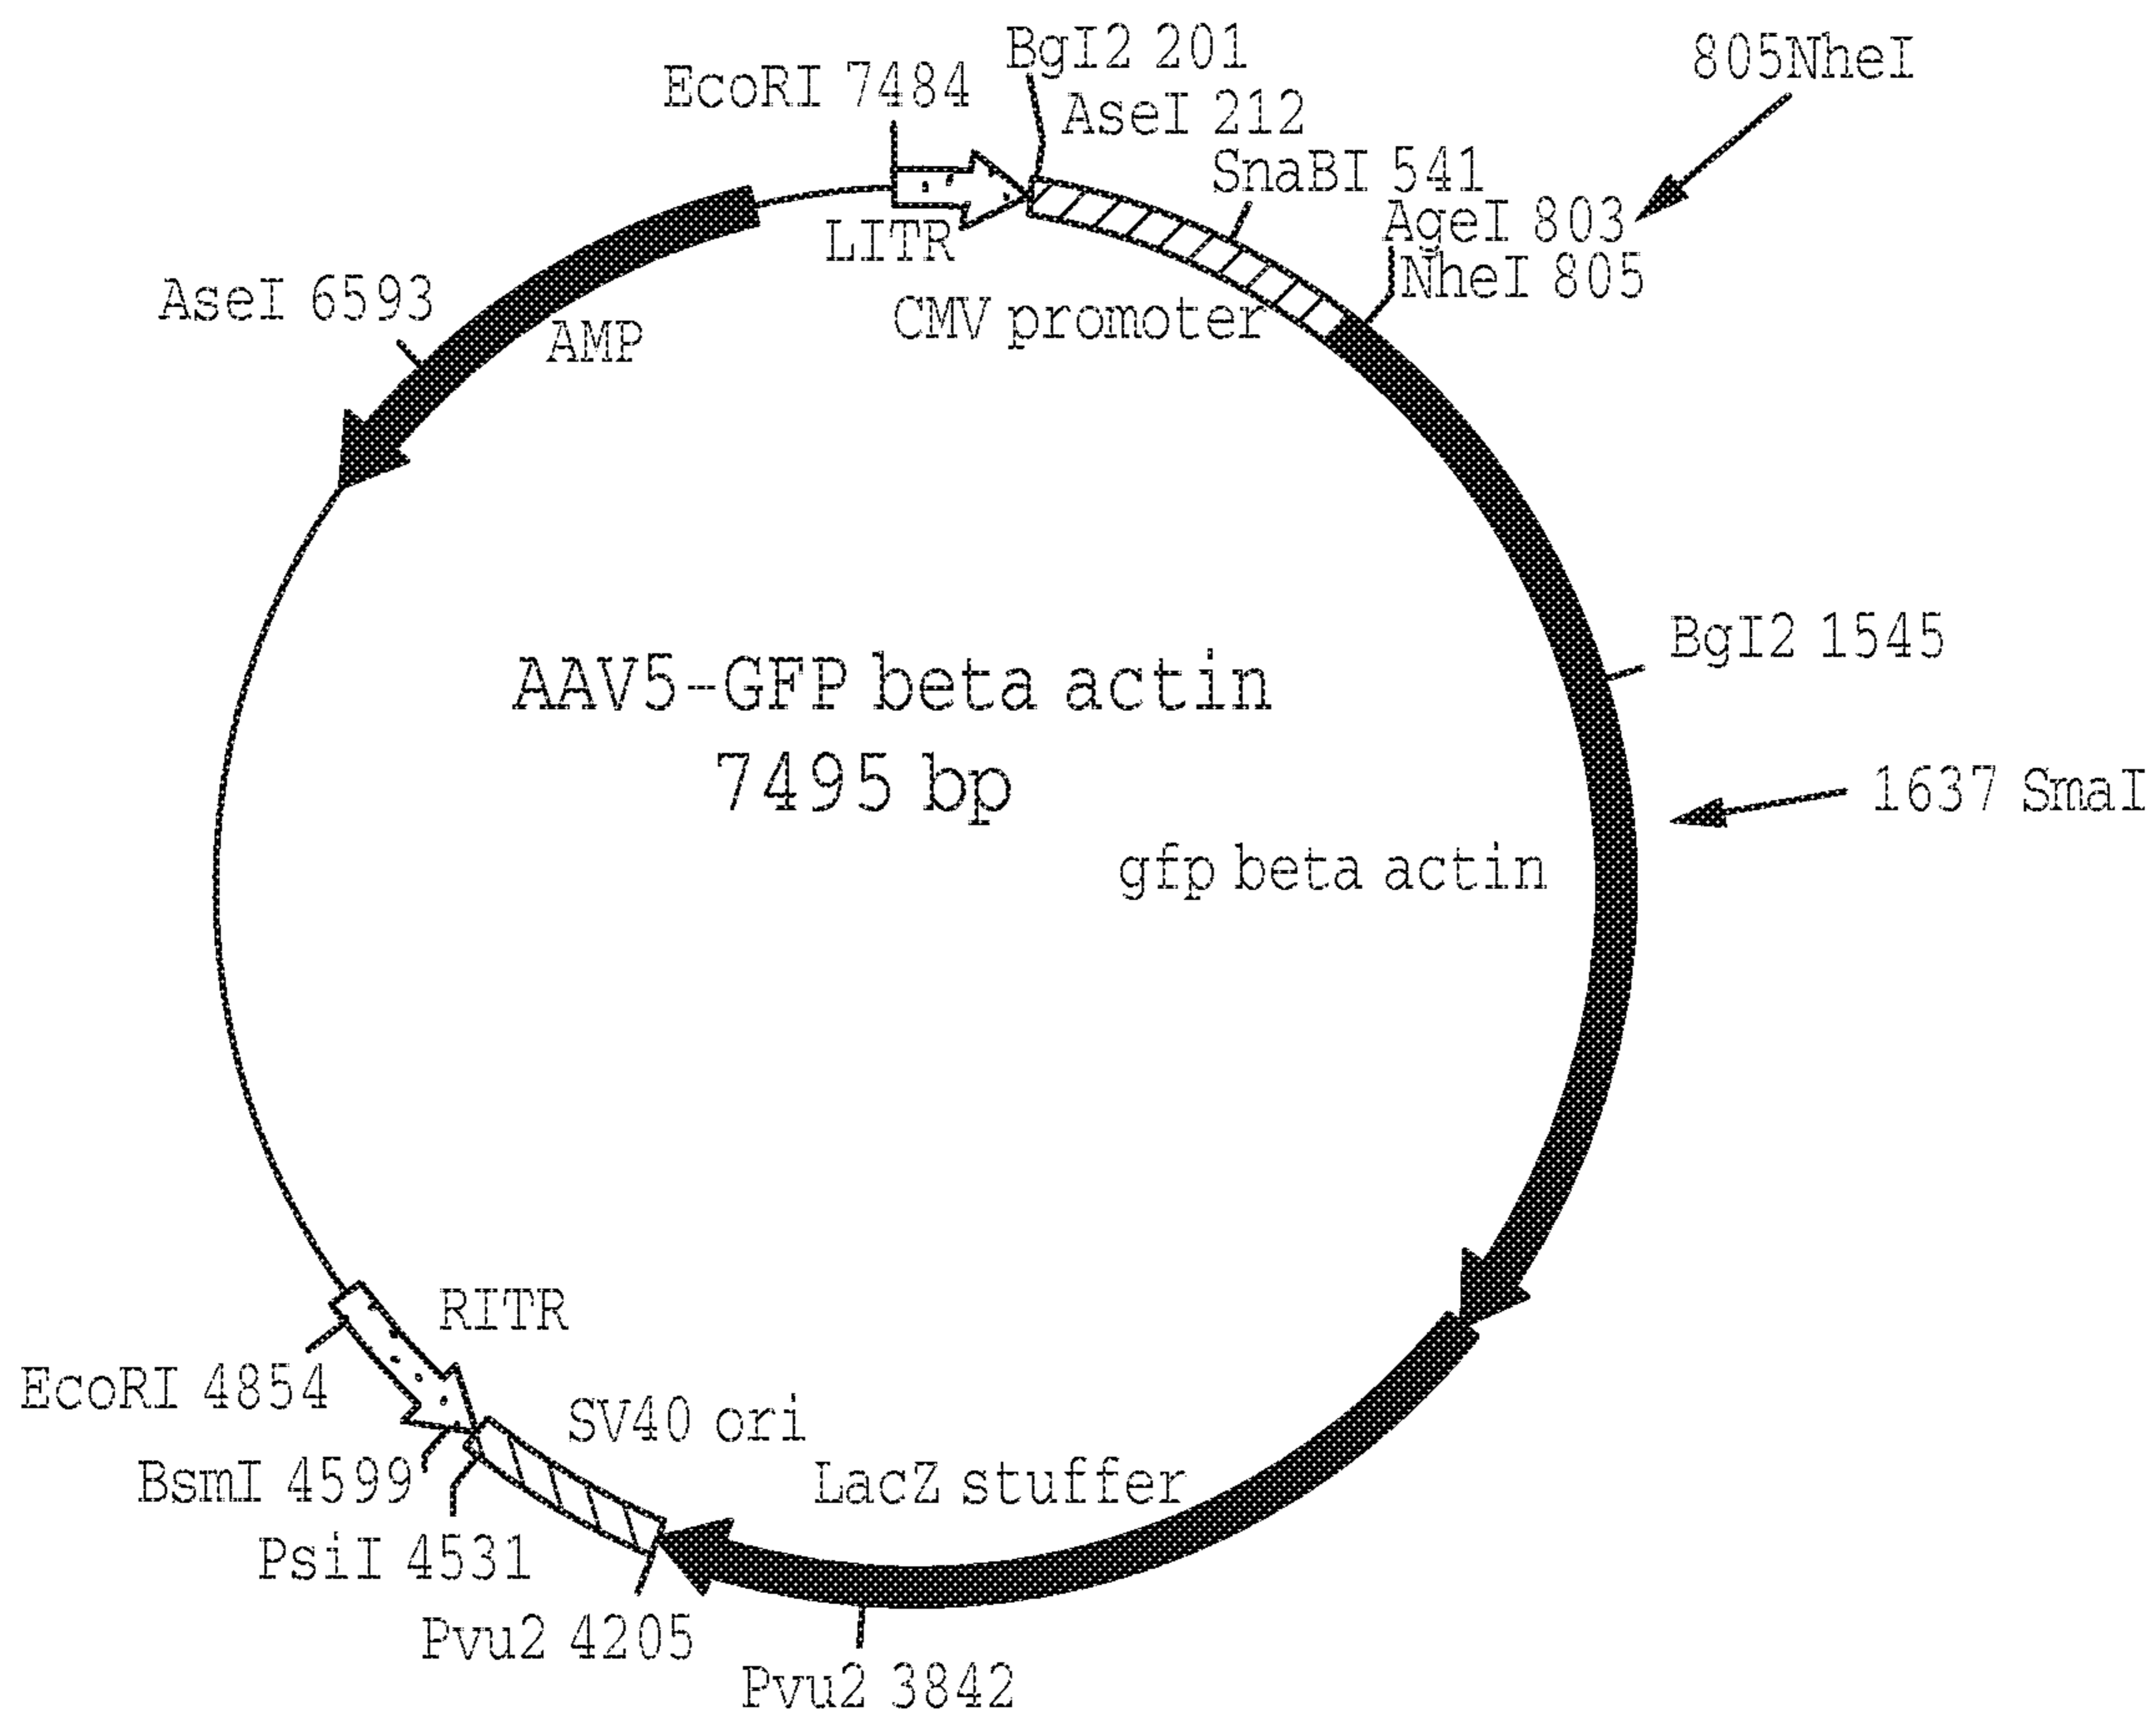 BgI2 201
805NheI
EcoRI 7484
AseI 212
SnaBI 541
AgeI 803
LITR
NheI 805
AseI 6593
CMV promoter
AMP
BgI2 1545
AAV5-GFP beta actin
7495 bp
1637 SmaI
gfp beta actin
RITR
EcoRI 4854
SV40 ori
BsmI 4599
LacZ stuffer
PsiI 4531
Pvu2 4205
Pvu2 3842